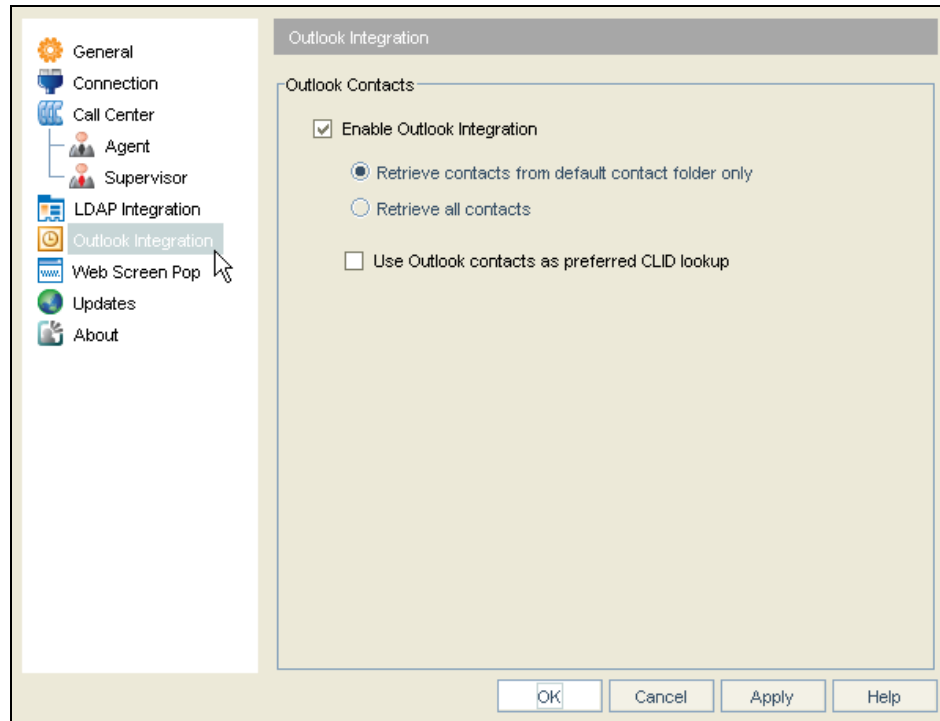 General
Connection
Call Center
Agent
Supervisor
LDAP Integration
Outlook Integration
www.
Web Screen Pop
Updates
About
Outlook Integration
Outlook Contacts
Enable Outlook Integration
Retrieve contacts from default contact folder only
Retrieve all contacts
Use Outlook contacts as preferred CLID lookup
OK
Cancel
Apply
Help